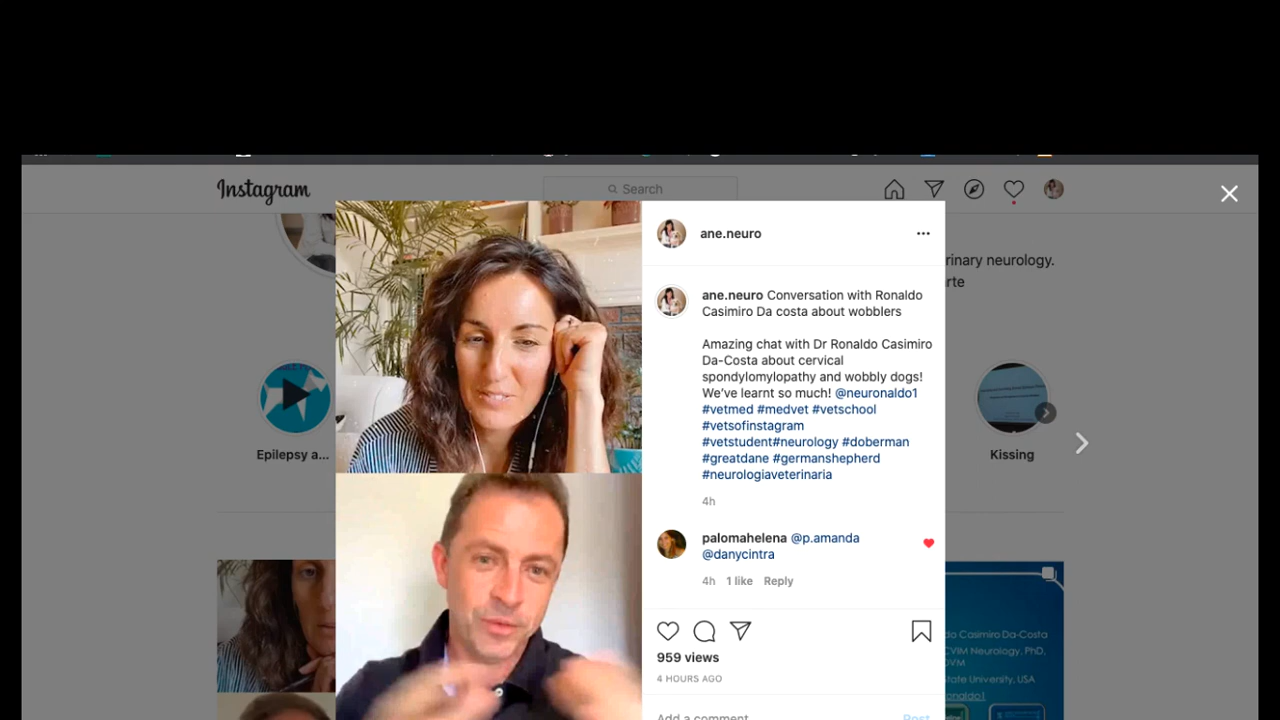 Instagram
Search
rinary neurology.
rte
ane.neuro
ane.neuro Conversation with Ronaldo
Casimiro Da costa about wobblers
Amazing chat with Dr Ronaldo Casimiro
Da-Costa about cervical
spondylomylopathy and wobbly dogs!
We've learnt so much! @neuronaldo1
#vetmed #medvet #vetschool
#vetsofinstagram
#vetstudent#neurology #doberman
#greatdane #germanshepherd
#neurologiaveterinaria
4h
palomahelena @p.amanda
@danycintra
4h 1 like Reply
959 views
4 HOURS AGO
Add a comment
Post
Epilepsy a...
Kissing
do Casimiro Da-Costa
CVIM Neurology, PhD,
DVM
State University, USA
onaldo1